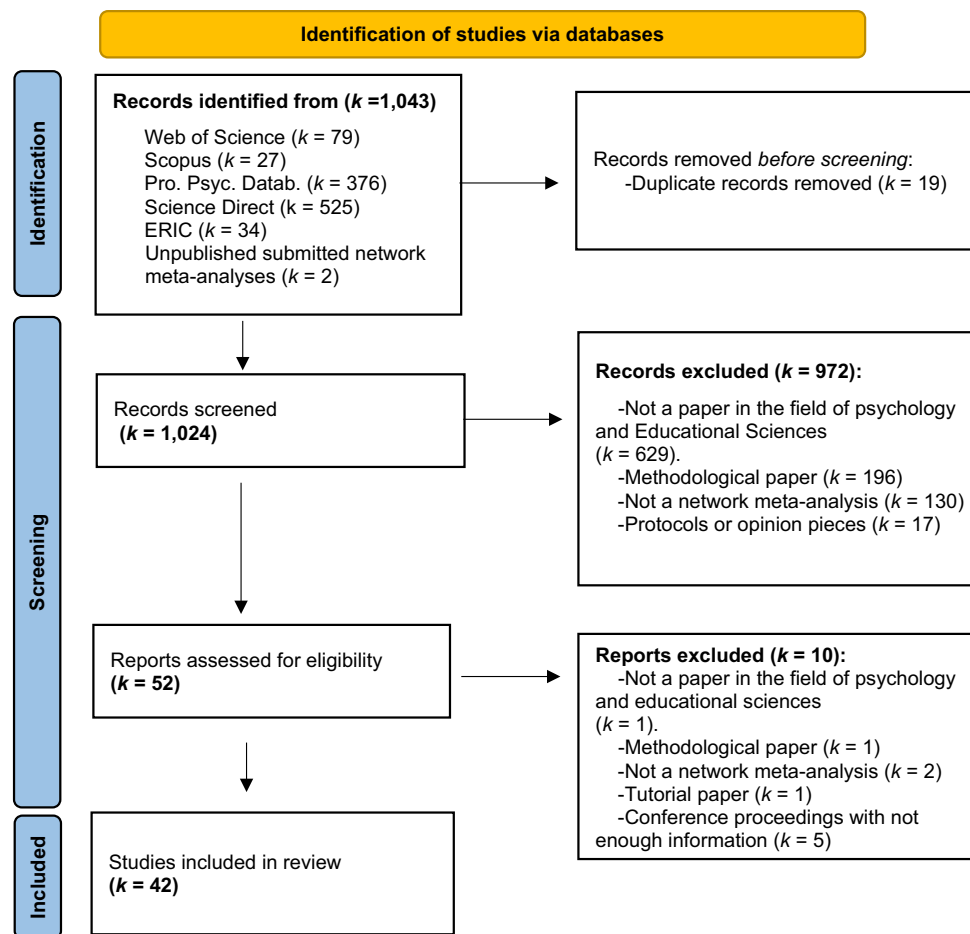 Identification of studies via databases
Identification
Records identified from (k =1,043)
Web of Science (k = 79)
Scopus (k = 27)
Pro. Psyc. Datab. (k = 376)
Science Direct (k = 525)
ERIC (k = 34)
Unpublished submitted network
meta-analyses (k = 2)
Records removed before screening:
-Duplicate records removed (k = 19)
Screening
Records screened
(k = 1,024)
Records excluded (k = 972):
-Not a paper in the field of psychology
and Educational Sciences
(k = 629).
-Methodological paper (k = 196)
-Not a network meta-analysis (k = 130)
-Protocols or opinion pieces (k = 17)
Reports assessed for eligibility
(k = 52)
Reports excluded (k = 10):
-Not a paper in the field of psychology
and educational sciences
(k = 1).
-Methodological paper (k = 1)
-Not a network meta-analysis (k = 2)
-Tutorial paper (k = 1)
-Conference proceedings with not
enough information (k = 5)
Included
Studies included in review
(k = 42)